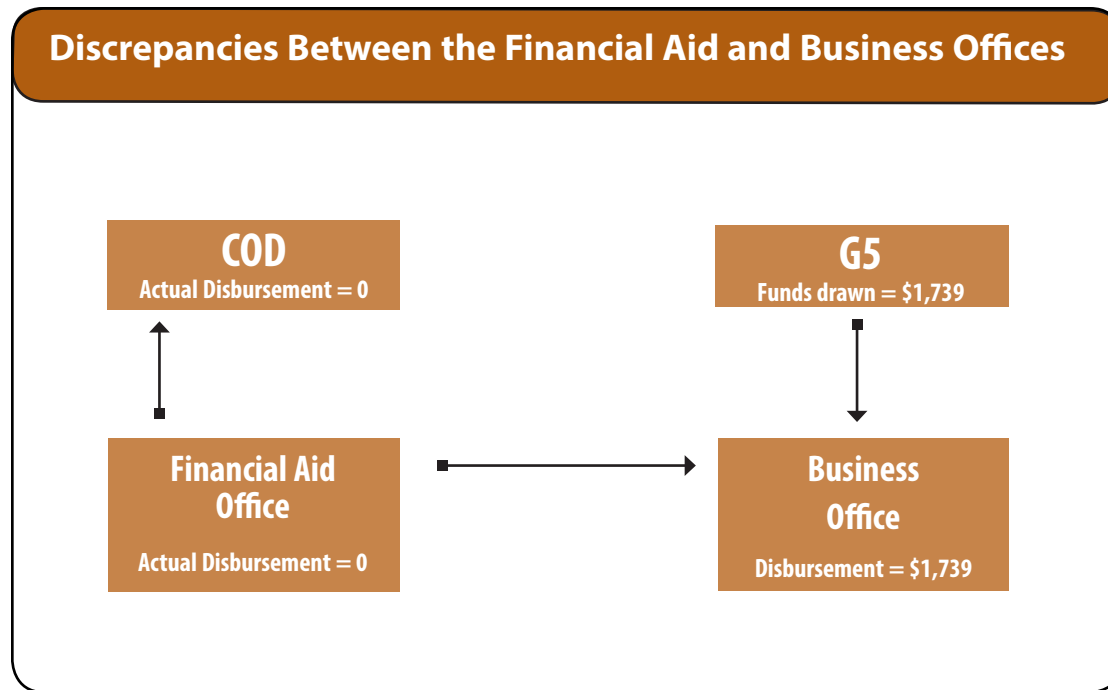 Discrepancies Between the Financial Aid and Business Offices
COD
Actual Disbursement = 0
G5
Funds drawn = $1,739
Financial Aid
Office
Actual Disbursement = 0
Business
Office
Disbursement = $1,739